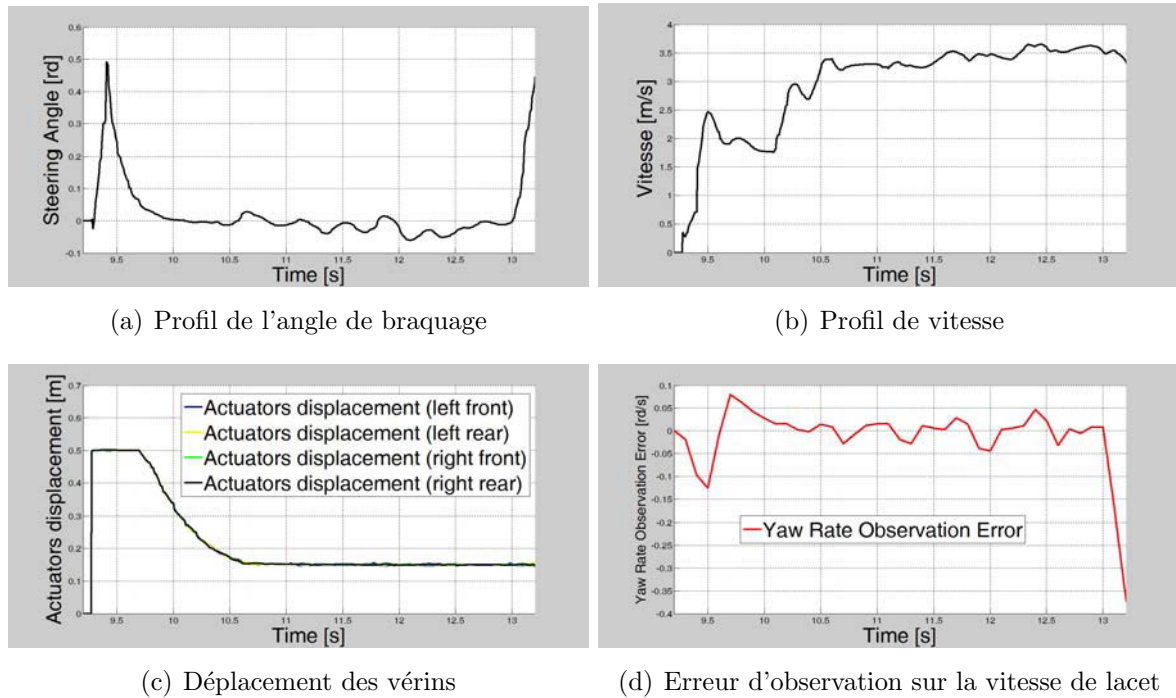 0.6
0.5
0.4
0.3
0.2
0.1
0
-0.1
Steering Angle [rd]
9.5 10 10.5 11 11.5 12 12.5 13
Time [s]
(a) Profil de l'angle de braquage
4
3.5
3
2.5
2
1.5
1
0.5
0
Vitesse [m/s]
9.5 10 10.5 11 11.5 12 12.5 13
Time [s]
(b) Profil de vitesse
0.7
0.6
0.5
0.4
0.3
0.2
0.1
0
Actuators displacement [m]
Actuators displacement (left front)
Actuators displacement (left rear)
Actuators displacement (right front)
Actuators displacement (right rear)
9.5 10 10.5 11 11.5 12 12.5 13
Time [s]
(c) Déplacement des vérins
0.1
0.05
0
-0.05
-0.1
-0.15
-0.2
-0.25
-0.3
-0.35
-0.4
Yaw Rate Observation Error [rd/s]
Yaw Rate Observation Error
9.5 10 10.5 11 11.5 12 12.5 13
Time [s]
(d) Erreur d'observation sur la vitesse de lacet